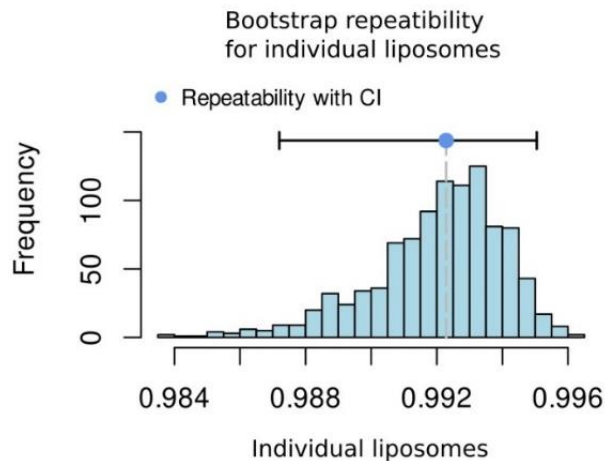 Bootstrap repeatibility
for individual liposomes
Repeatability with CI
Frequency
100
50
0
0.984 0.988 0.992 0.996
Individual liposomes